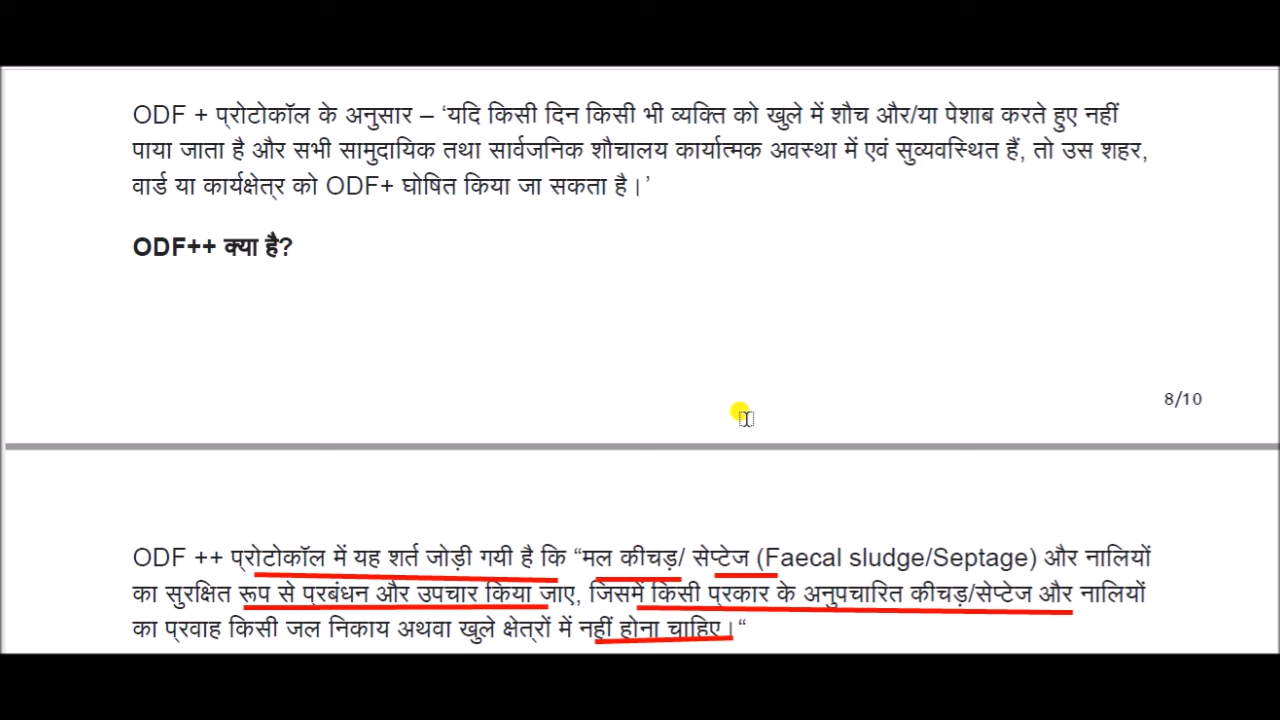 ODF + प्रोटोकॉल के अनुसार – ‘यदि किसी दिन किसी भी व्यक्ति को खुले में शौच और/या पेशाब करते हुए नहीं
पाया जाता है और सभी सामुदायिक तथा सार्वजनिक शौचालय कार्यात्मक अवस्था में एवं सुव्यवस्थित हैं, तो उस शहर,
वार्ड या कार्यक्षेत्र को ODF+ घोषित किया जा सकता है।’
ODF++ क्या है?
8/10
ODF ++ प्रोटोकॉल में यह शर्त जोड़ी गयी है कि “मल कीचड़/ सेप्टेज (Faecal sludge/Septage) और नालियों
का सुरक्षित रूप से प्रबंधन और उपचार किया जाए, जिसमें किसी प्रकार के अनुपचारित कीचड़/सेप्टेज और नालियों
का प्रवाह किसी जल निकाय अथवा खुले क्षेत्रों में नहीं होना चाहिए।“